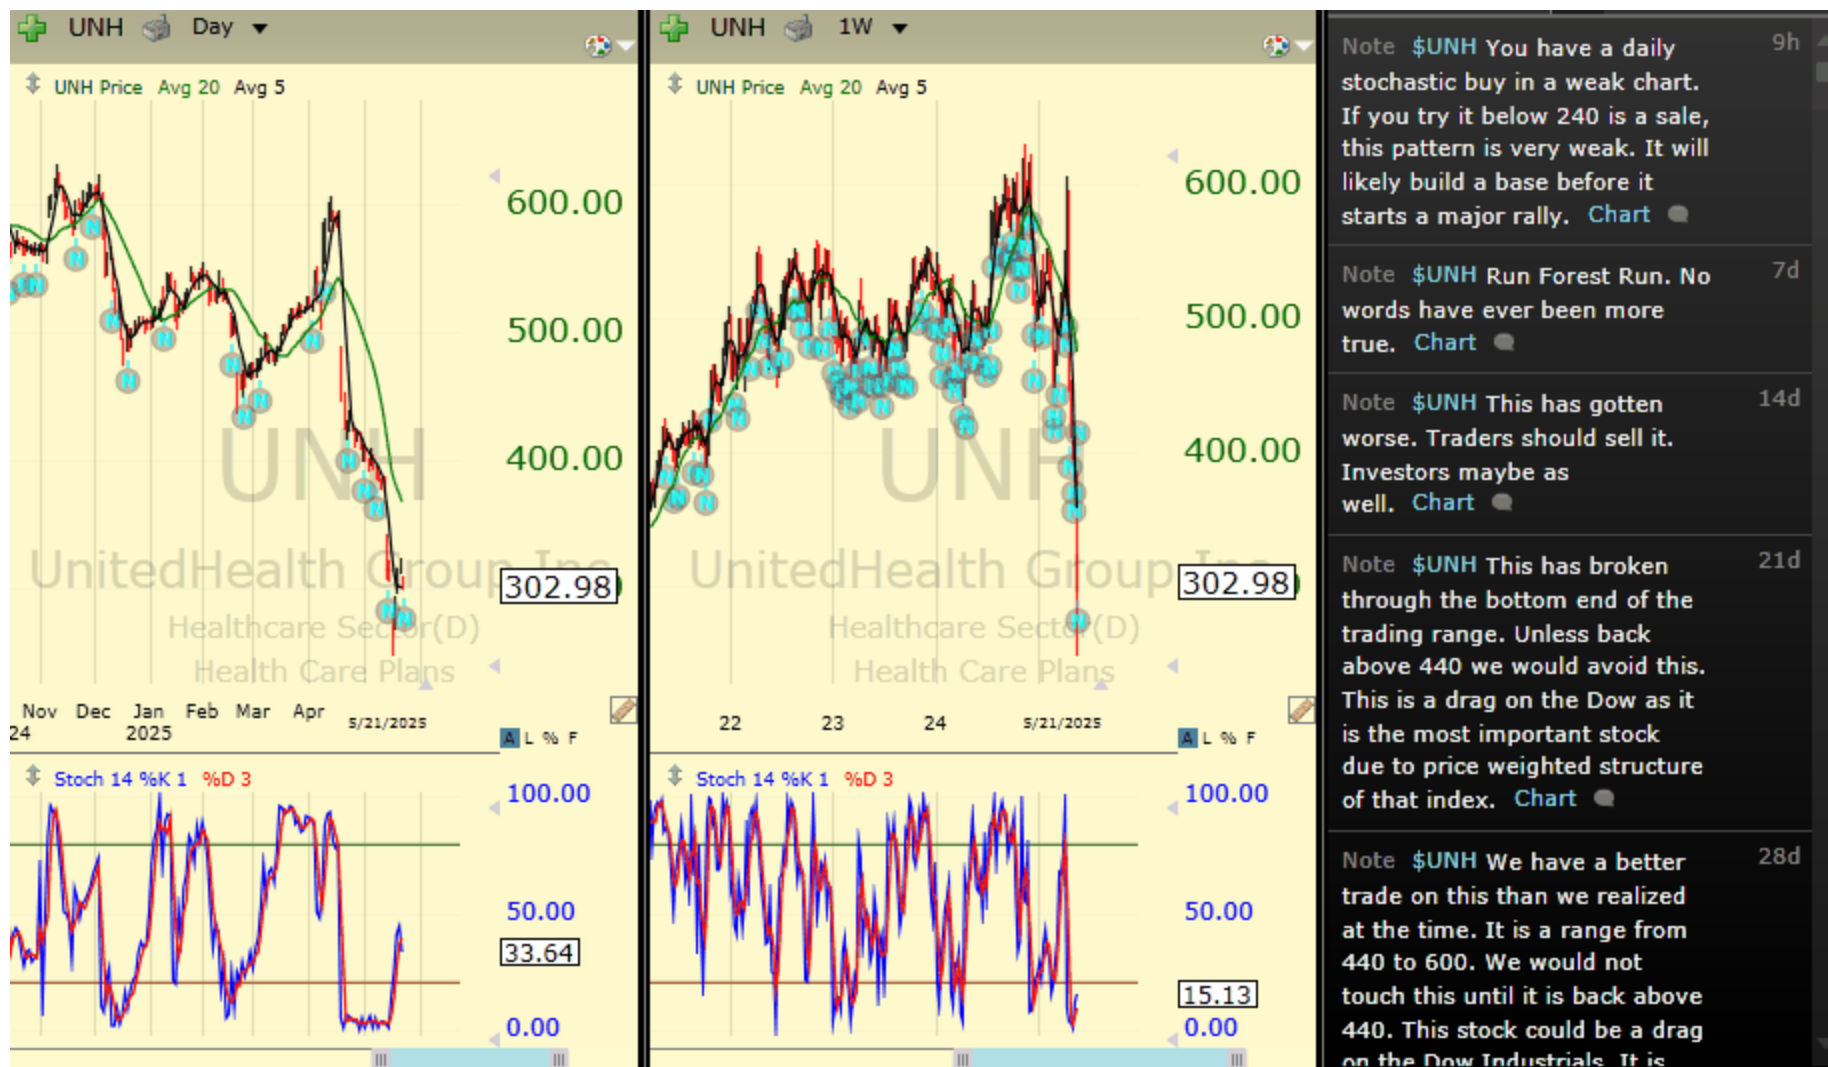 UNH Day
UNH Price Avg 20 Avg 5
600.00
500.00
400.00
302.98
UNH
UnitedHealth Group Inc
Healthcare Sector(D)
Health Care Plans
Nov Dec Jan Feb Mar Apr 5/21/2025
24 2025
A L % F
Stoch 14 %K 1 %D 3
100.00
50.00
33.64
0.00
UNH 1W
UNH Price Avg 20 Avg 5
600.00
500.00
400.00
302.98
UNH
UnitedHealth Group Inc
Healthcare Sector(D)
Health Care Plans
22 23 24 5/21/2025
A L % F
Stoch 14 %K 1 %D 3
100.00
50.00
15.13
0.00
Note $UNH You have a daily 9h
stochastic buy in a weak chart.
If you try it below 240 is a sale,
this pattern is very weak. It will
likely build a base before it
starts a major rally. Chart
Note $UNH Run Forest Run. No 7d
words have ever been more
true. Chart
Note $UNH This has gotten 14d
worse. Traders should sell it.
Investors maybe as
well. Chart
Note $UNH This has broken 21d
through the bottom end of the
trading range. Unless back
above 440 we would avoid this.
This is a drag on the Dow as it
is the most important stock
due to price weighted structure
of that index. Chart
Note $UNH We have a better 28d
trade on this than we realized
at the time. It is a range from
440 to 600. We would not
touch this until it is back above
440. This stock could be a drag
on the Dow Industrials. It is